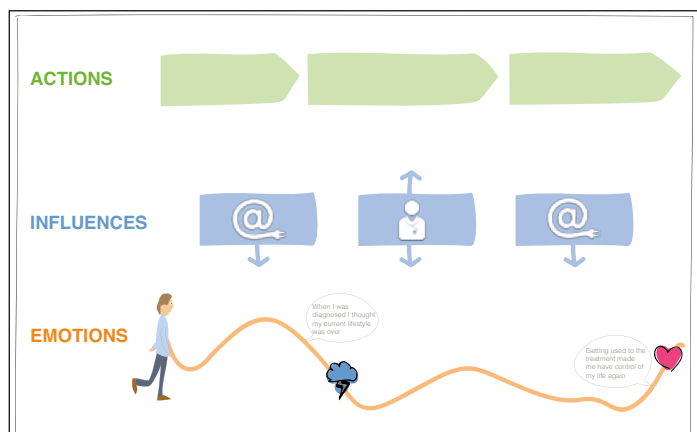 ACTIONS
INFLUENCES
@
@
When I was
diagnosed I thought
my current lifestyle
was over
EMOTIONS
Getting used to the
treatment made
me have control of
my life again